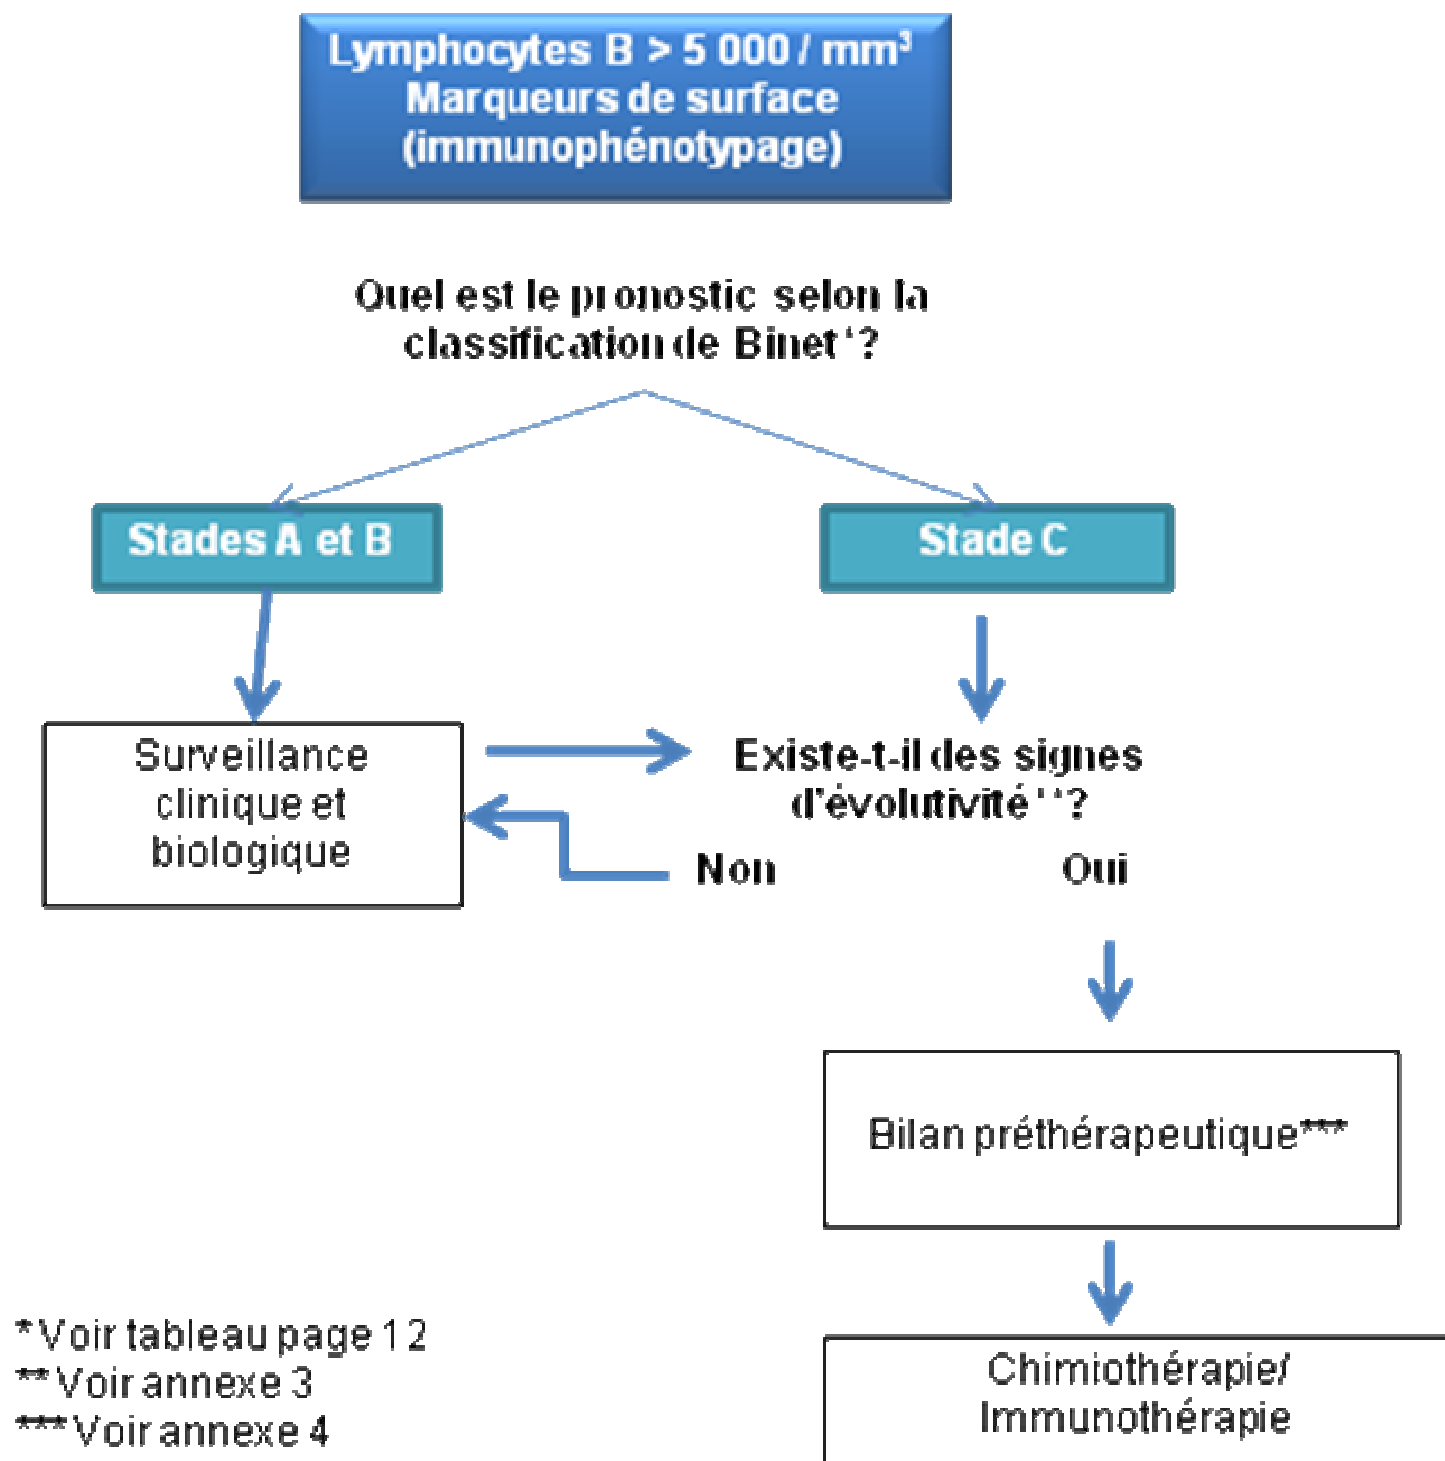 Lymphocytes B > 5 000 / mm³
Marqueurs de surface
(immunophénotypage)
Quel est le pronostic selon la
classification de Binet*?
Stades A et B
Stade C
Surveillance
clinique et
biologique
Existe-t-il des signes
d'évolutivité**?
Non
Oui
Bilan préthérapeutique***
Chimiothérapie/
Immunothérapie
*Voir tableau page 12
**Voir annexe 3
***Voir annexe 4